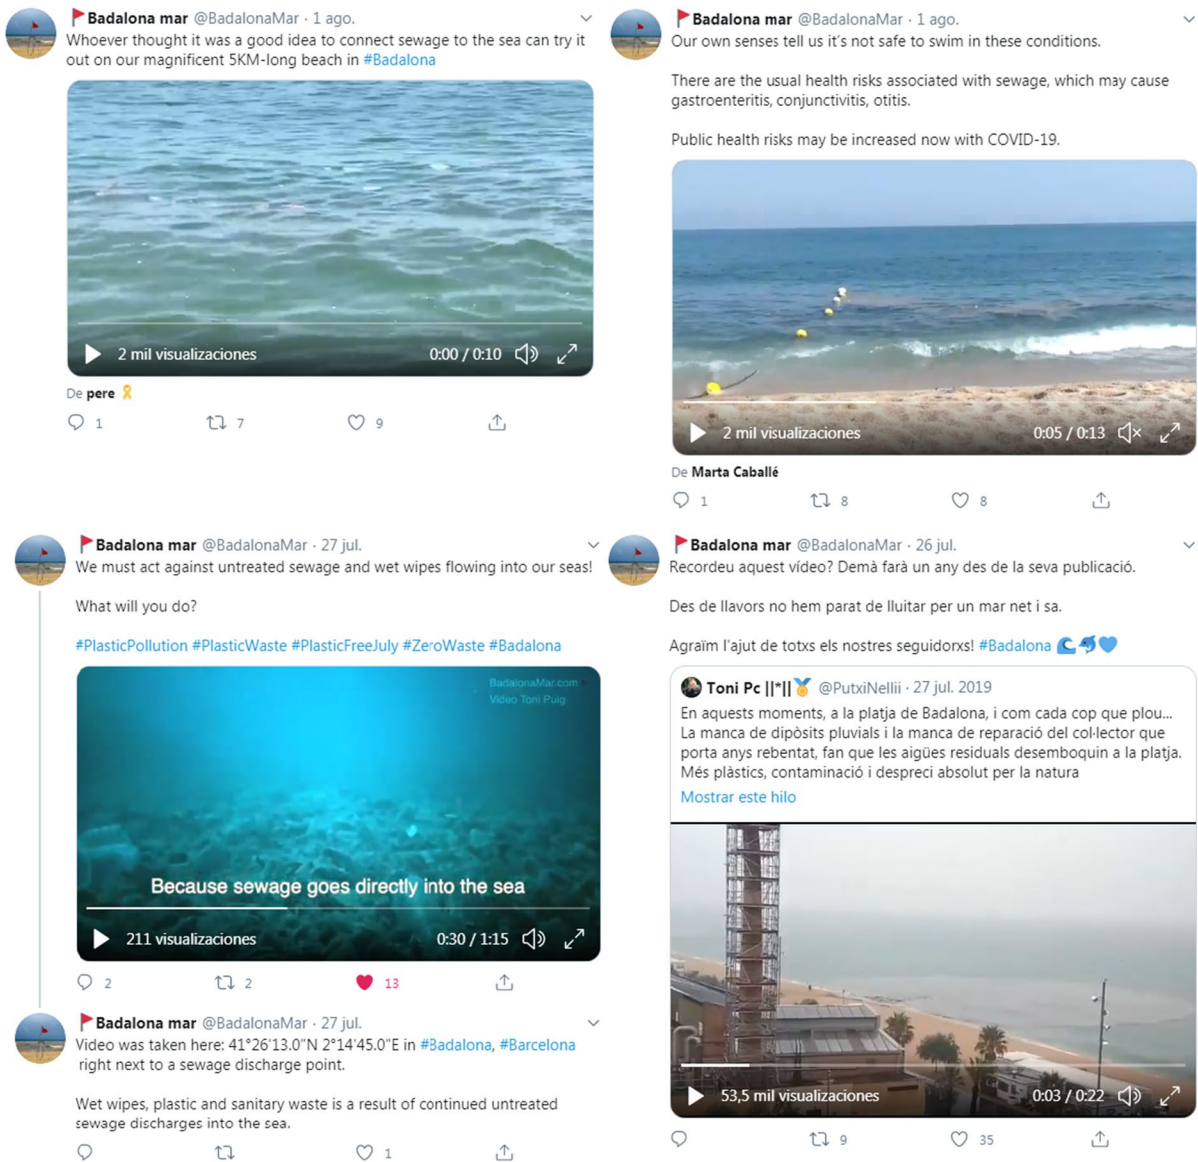 Badalona mar @BadalonaMar · 1 ago.
Whoever thought it was a good idea to connect sewage to the sea can try it
out on our magnificent 5KM-long beach in #Badalona
2 mil visualizaciones
0:00 / 0:10
De pere
1
7
9
Badalona mar @BadalonaMar · 1 ago.
Our own senses tell us it's not safe to swim in these conditions.
There are the usual health risks associated with sewage, which may cause
gastroenteritis, conjunctivitis, otitis.
Public health risks may be increased now with COVID-19.
2 mil visualizaciones
0:05 / 0:13
De Marta Caballé
1
8
8
Badalona mar @BadalonaMar · 27 jul.
We must act against untreated sewage and wet wipes flowing into our seas!
What will you do?
#PlasticPollution #PlasticWaste #PlasticFreeJuly #ZeroWaste #Badalona
BadalonaMar.com
Video Toni Puig
Because sewage goes directly into the sea
211 visualizaciones
0:30 / 1:15
2
2
13
Badalona mar @BadalonaMar · 27 jul.
Video was taken here: 41°26'13.0"N 2°14'45.0"E in #Badalona, #Barcelona
right next to a sewage discharge point.
Wet wipes, plastic and sanitary waste is a result of continued untreated
sewage discharges into the sea.
1
Badalona mar @BadalonaMar · 26 jul.
Recordeu aquest vídeo? Demà farà un any des de la seva publicació.
Des de llavors no hem parat de lluitar per un mar net i sa.
Agraïm l'ajut de totxs els nostres seguidorxs! #Badalona
Toni Pc ||*|| @PutxiNellii · 27 jul. 2019
En aquests moments, a la platja de Badalona, i com cada cop que plou...
La manca de dipòsits pluvials i la manca de reparació del col·lector que
porta anys rebentat, fan que les aigües residuals desemboquin a la platja.
Més plàstics, contaminació i despreci absolut per la natura
Mostrar este hilo
53,5 mil visualizaciones
0:03 / 0:22
9
35